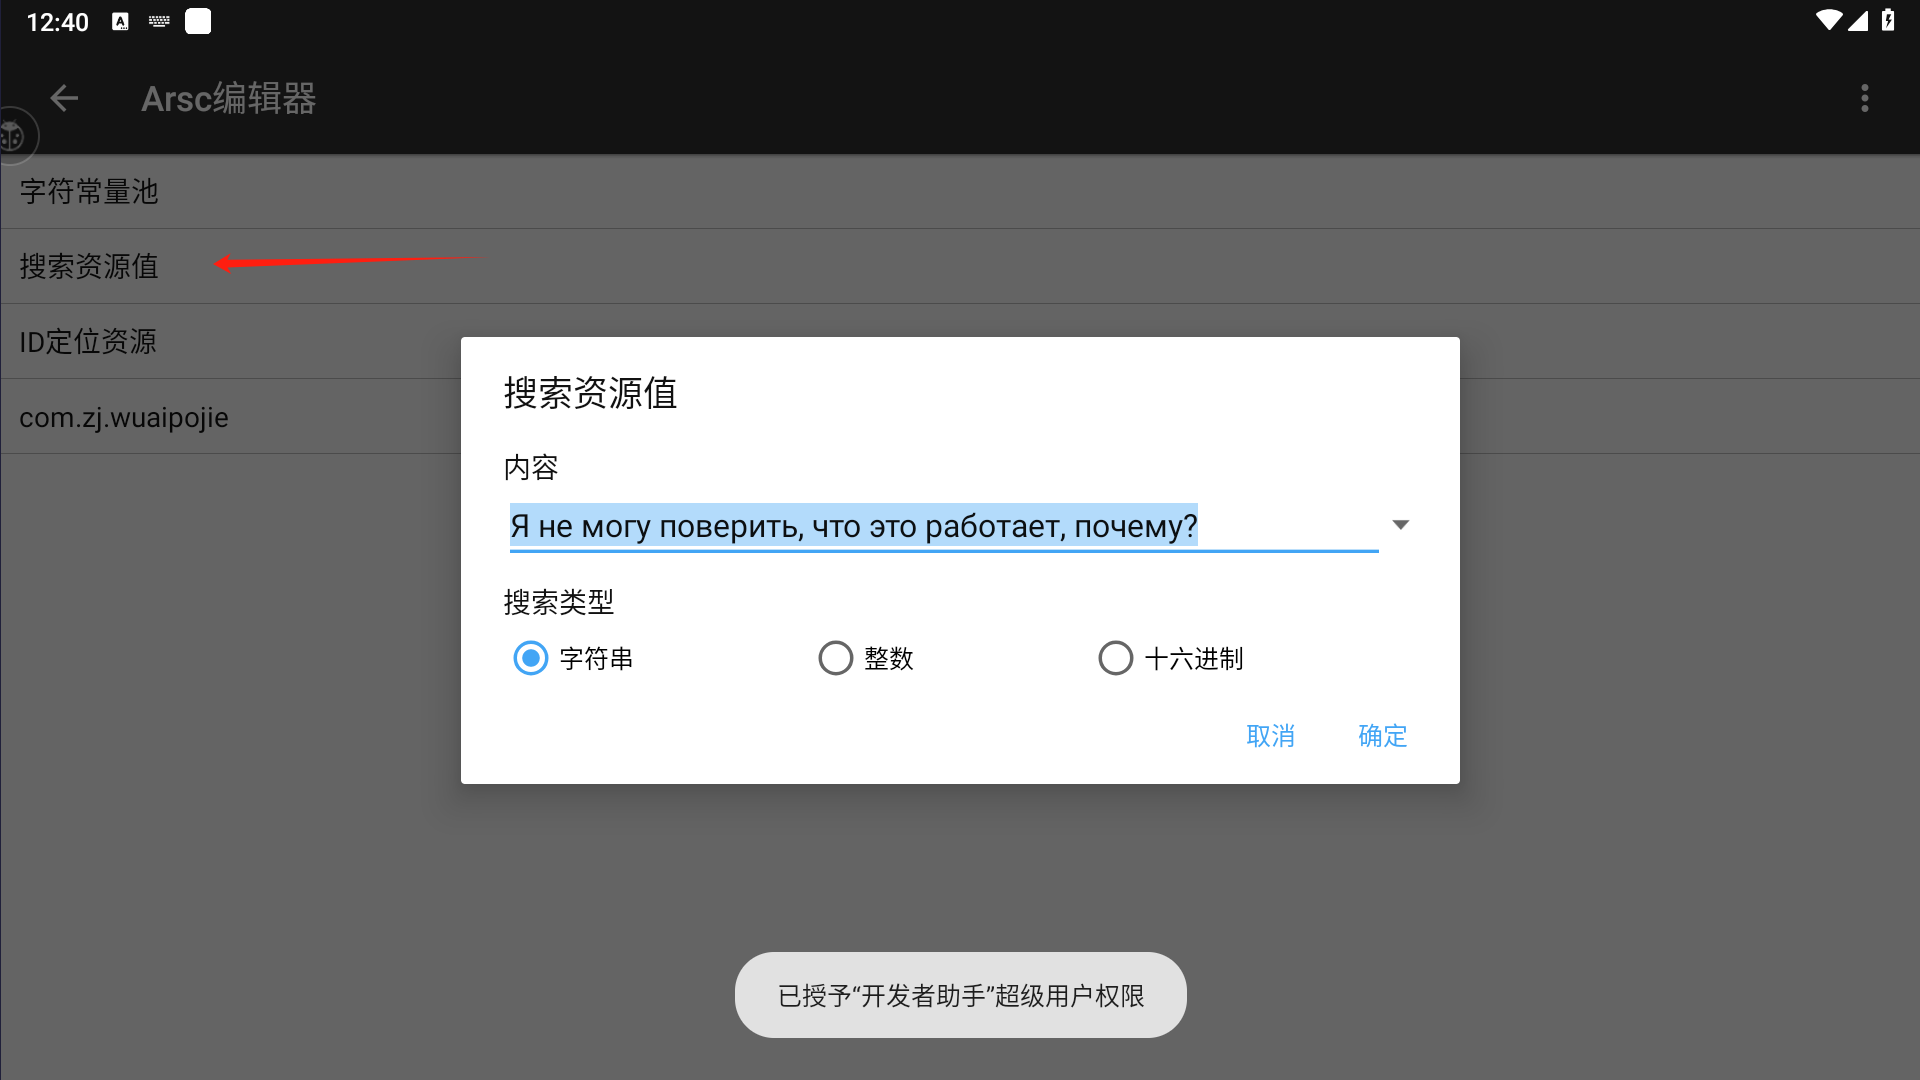 12:40
Arsc编辑器
字符常量池
搜索资源值
ID定位资源
com.zj.wuaipojie
搜索资源值
内容
Я не могу поверить, что это работает, почему?
搜索类型
字符串 整数 十六进制
取消 确定
已授予“开发者助手”超级用户权限